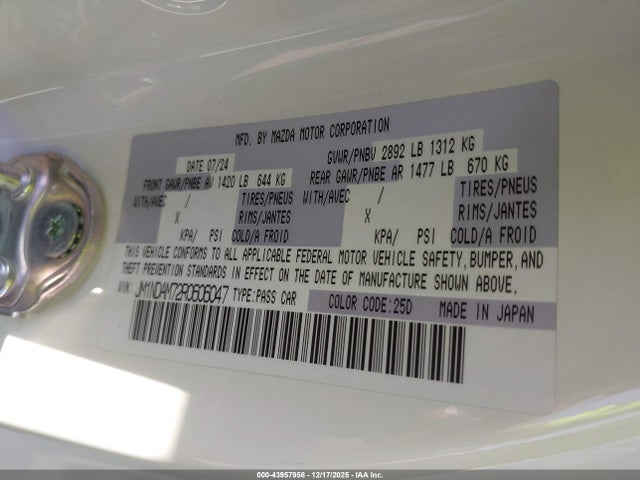 MFD. BY MAZDA MOTOR CORPORATION
DATE 07/24 GVWR/PNBV 2892 LB 1312 KG
FRONT GAWR/PNBE AV 1420 LB 644 KG REAR GAWR/PNBE AR 1477 LB 670 KG
WITH/AVEC / TIRES/PNEUS WITH/AVEC / TIRES/PNEUS
X RIMS/JANTES X RIMS/JANTES
KPA/ PSI COLD/A FROID KPA/ PSI COLD/A FROID
THIS VEHICLE CONFORMS TO ALL APPLICABLE FEDERAL MOTOR VEHICLE SAFETY, BUMPER, AND
THEFT PREVENTION STANDARDS IN EFFECT ON THE DATE OF MANUFACTURE SHOWN ABOVE.
VIN: JM1NDAM72R0605047 TYPE:PASS CAR COLOR CODE:25D MADE IN JAPAN
000-43957956 - 12/17/2025 - IAA Inc.